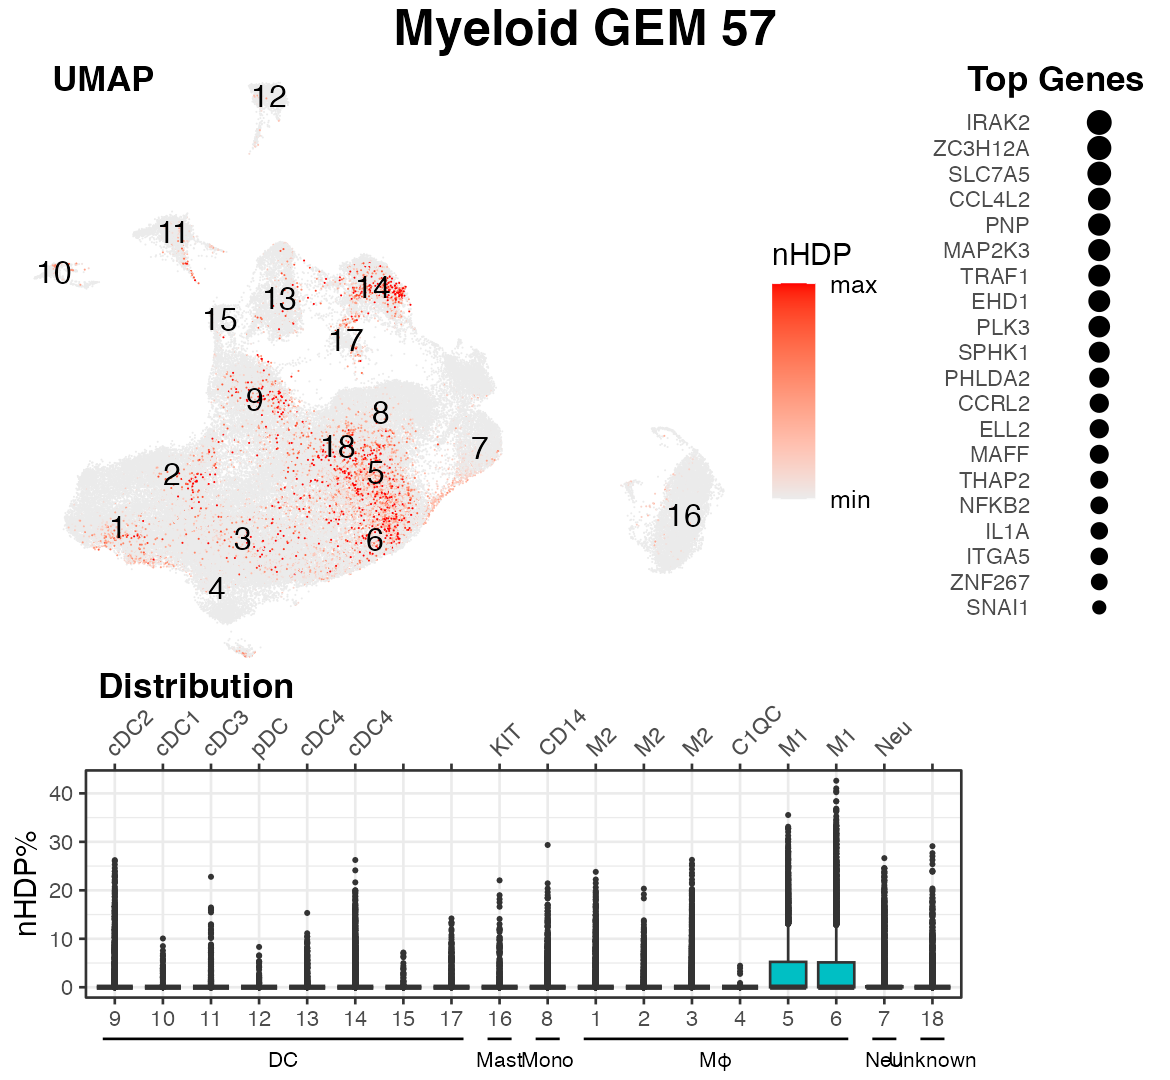 Myeloid GEM 57
UMAP
Top Genes
12
11
10
13
14
15
17
9
8
18
7
2
5
1
3
6
4
16
nHDP
max
min
IRAK2
ZC3H12A
SLC7A5
CCL4L2
PNP
MAP2K3
TRAF1
EHD1
PLK3
SPHK1
PHLDA2
CCRL2
ELL2
MAFF
THAP2
NFKB2
IL1A
ITGA5
ZNF267
SNAI1
Distribution
cDC2 cDC1 cDC3 pDC cDC4 cDC4 KIT CD14 M2 M2 M2 C1QC M1 M1 Neu
nHDP%
40
30
20
10
0
9 10 11 12 13 14 15 17 16 8 1 2 3 4 5 6 7 18
DC Mast Mono Mϕ Neu Unknown